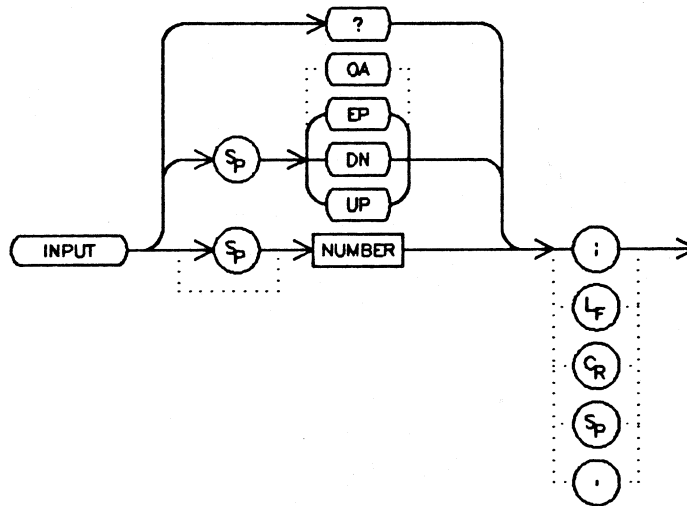 ?
OA
EP
SP
DN
UP
INPUT
SP
NUMBER
;
LF
CR
SP
,